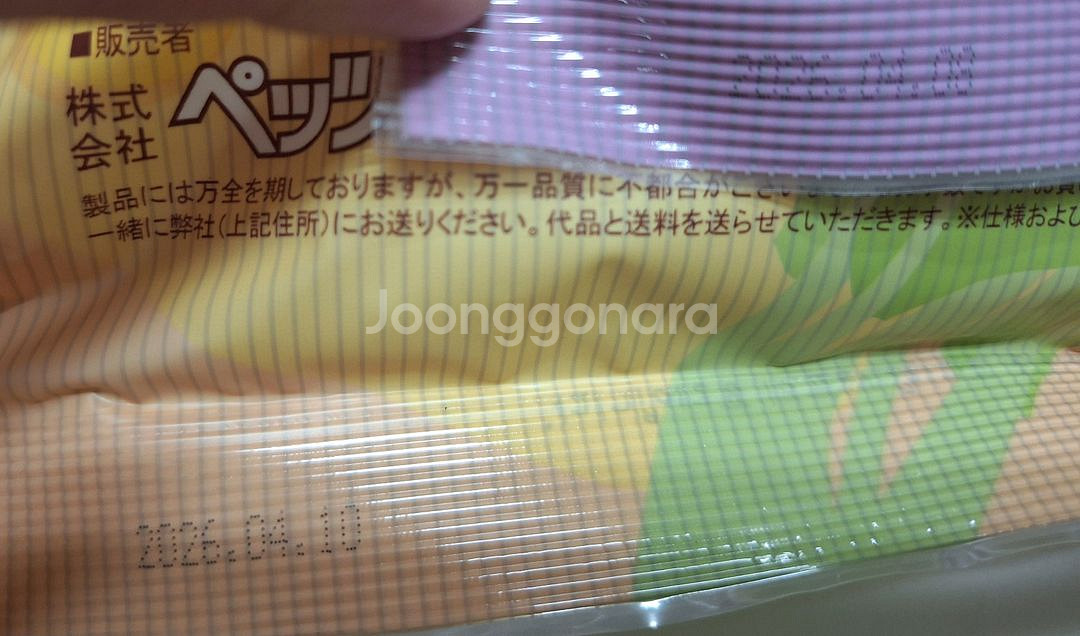 ■販売者
株式
会社
ペッツ
2026.04.08
製品には万全を期しておりますが、万一品質に不都合が
一緒に弊社(上記住所)にお送りください。代品と送料を送らせていただきます。※仕様および
Joonggonara
2026.04.10